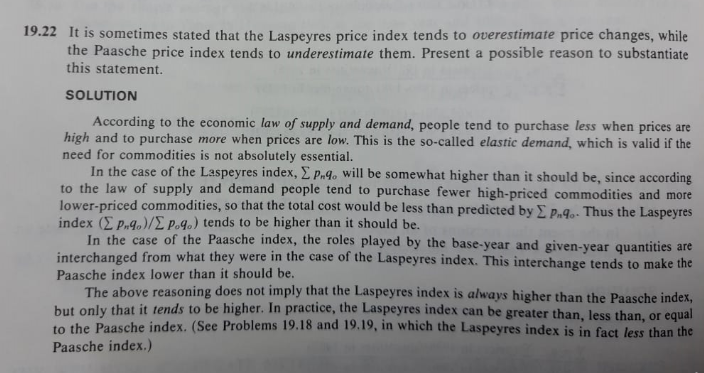 19.22 It is sometimes stated that the Laspeyres price index tends to overestimate price changes, while
the Paasche price index tends to underestimate them. Present a possible reason to substantiate
this statement.
SOLUTION
According to the economic law of supply and demand, people tend to purchase less when prices are
high and to purchase more when prices are low. This is the so-called elastic demand, which is valid if the
need for commodities is not absolutely essential.
In the case of the Laspeyres index, ∑ pₙqₒ will be somewhat higher than it should be, since according
to the law of supply and demand people tend to purchase fewer high-priced commodities and more
lower-priced commodities, so that the total cost would be less than predicted by ∑ pₙqₒ. Thus the Laspeyres
index (∑ pₙqₒ)/∑ pₒqₒ) tends to be higher than it should be.
In the case of the Paasche index, the roles played by the base-year and given-year quantities are
interchanged from what they were in the case of the Laspeyres index. This interchange tends to make the
Paasche index lower than it should be.
The above reasoning does not imply that the Laspeyres index is always higher than the Paasche index,
but only that it tends to be higher. In practice, the Laspeyres index can be greater than, less than, or equal
to the Paasche index. (See Problems 19.18 and 19.19, in which the Laspeyres index is in fact less than the
Paasche index.)